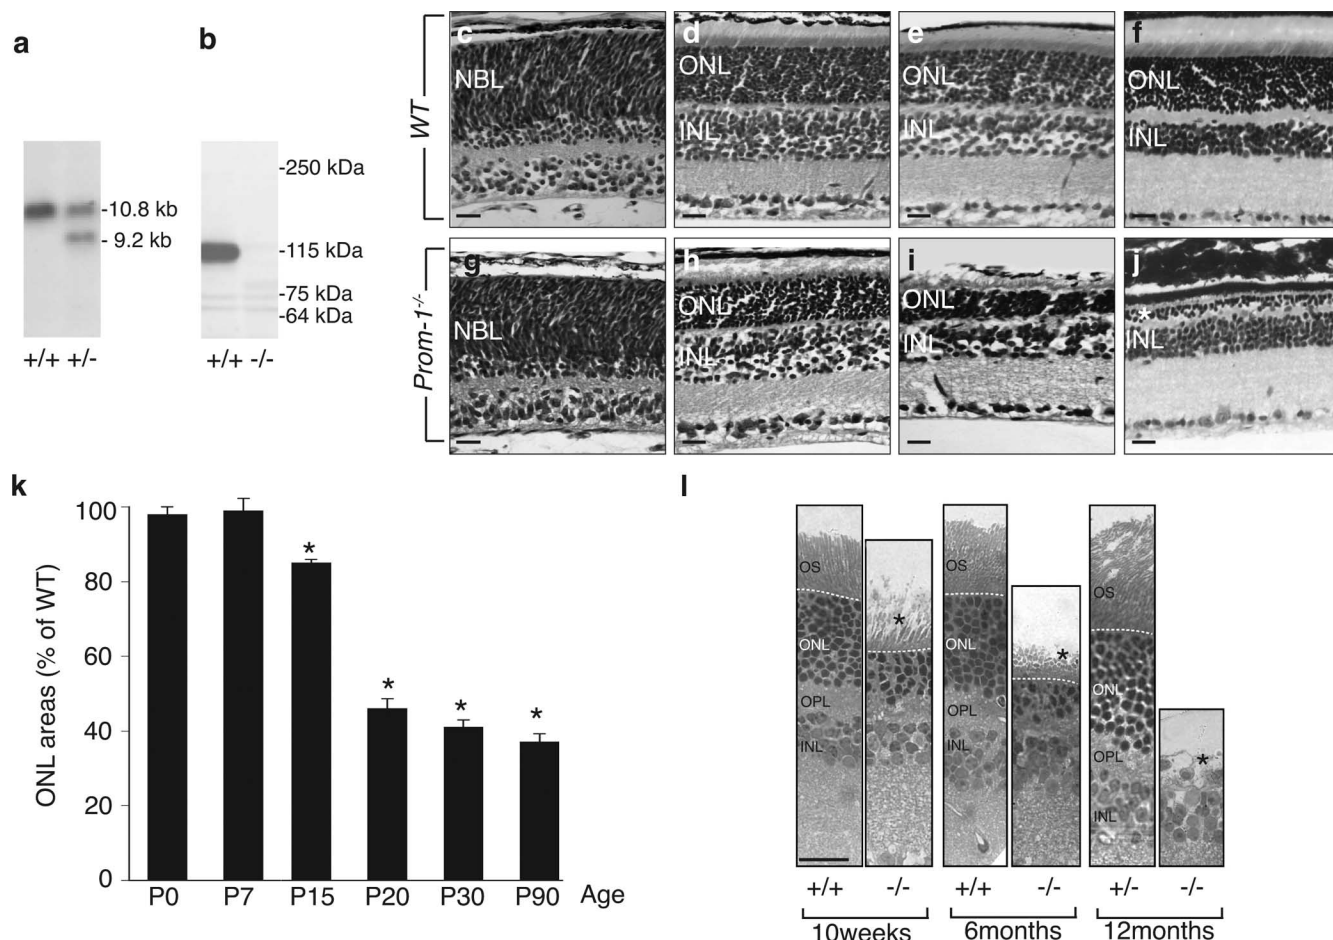 a
-10.8 kb
- 9.2 kb
+/+ +/-
b
-250 kDa
-115 kDa
-75 kDa
-64 kDa
+/+ -/-
WT
c
NBL
d
ONL
INL
e
ONL
INL
f
ONL
INL
Prom-1-/-
g
NBL
h
ONL
INL
i
ONL
INL
j
*
INL
k
ONL areas (% of WT)
100
80
60
40
20
0
* * * *
P0 P7 P15 P20 P30 P90 Age
l
OS
ONL
OPL
INL
*
OS
ONL
OPL
INL
*
OS
ONL
OPL
INL
*
+/+ -/- +/+ -/- +/- -/-
10weeks 6months 12months